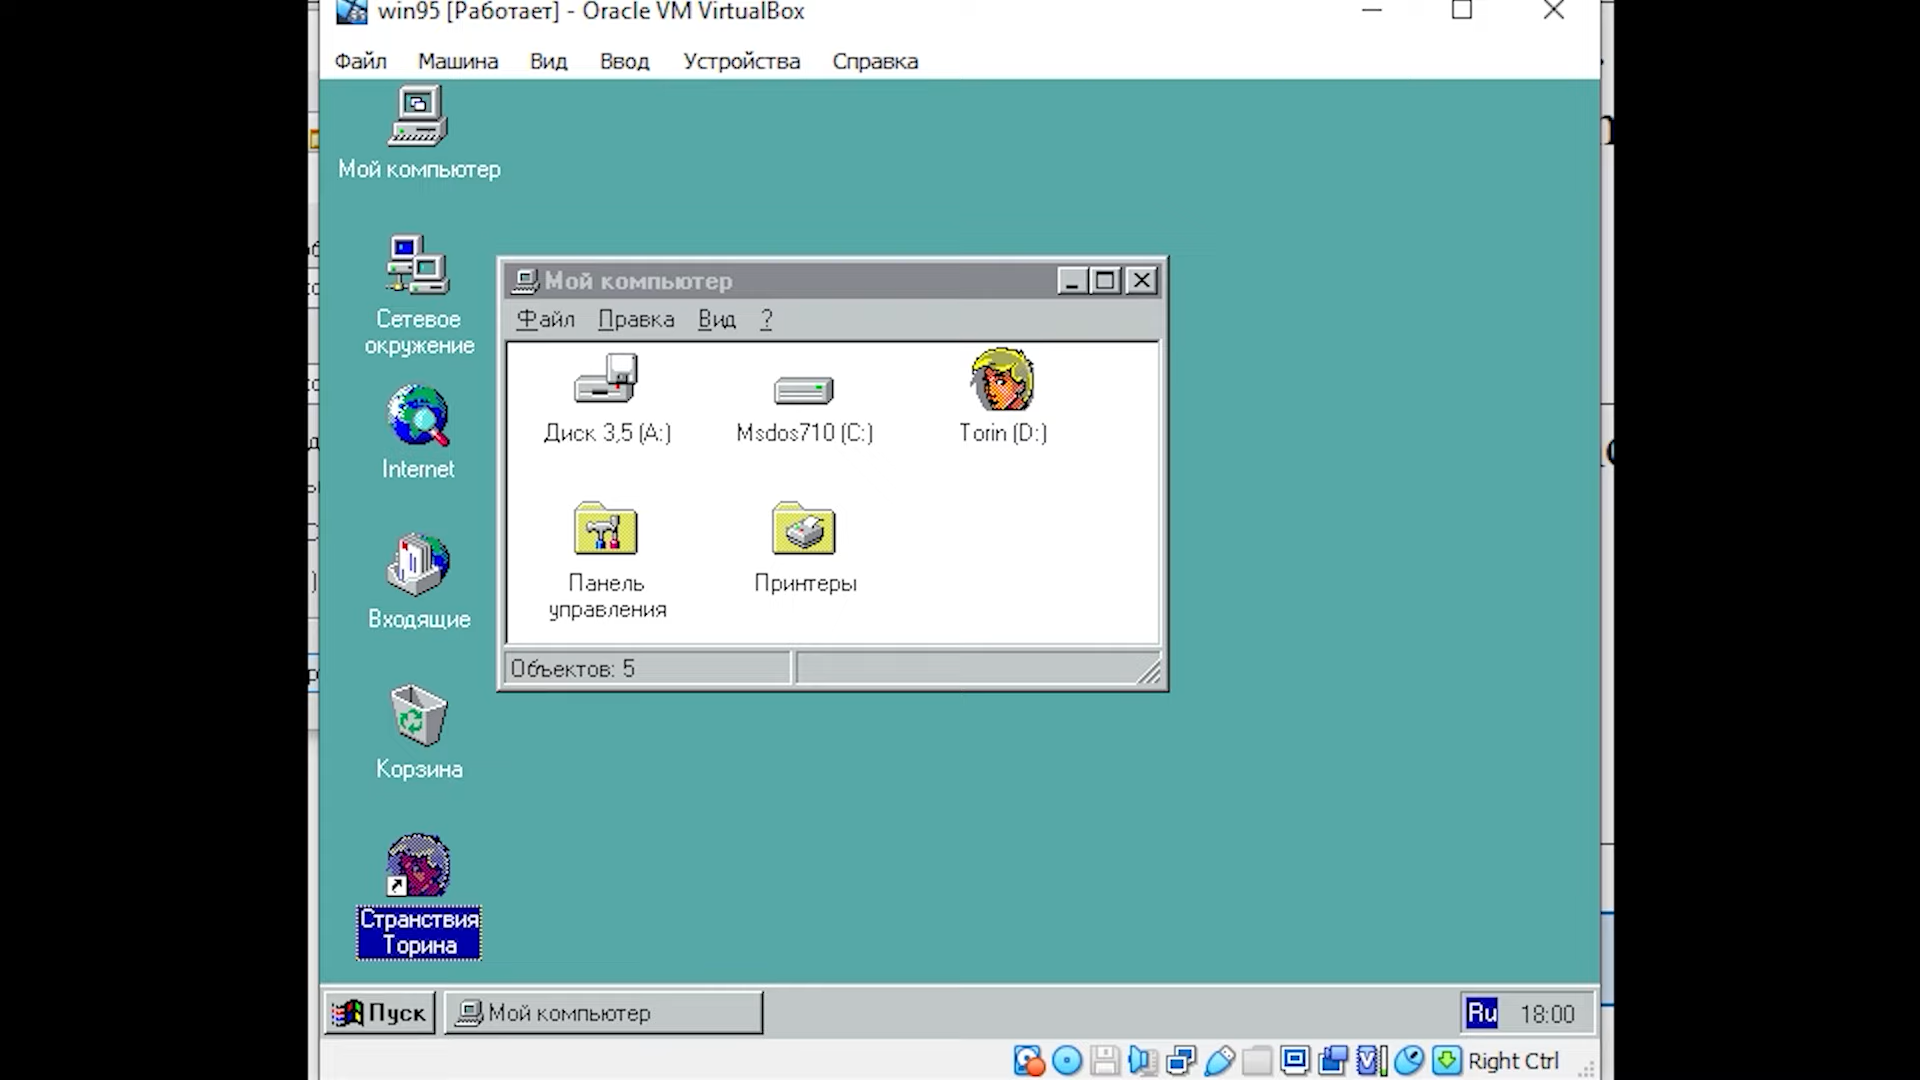 win95 [Работает] - Oracle VM VirtualBox
Файл Машина Вид Ввод Устройства Справка
Мой компьютер
Сетевое
окружение
Internet
Входящие
Корзина
Странствия
Торина
Мой компьютер
Файл Правка Вид ?
Диск 3,5 (A:) Msdos710 (C:) Torin (D:)
Панель
управления
Принтеры
Объектов: 5
Пуск Мой компьютер Ru 18:00
Right Ctrl